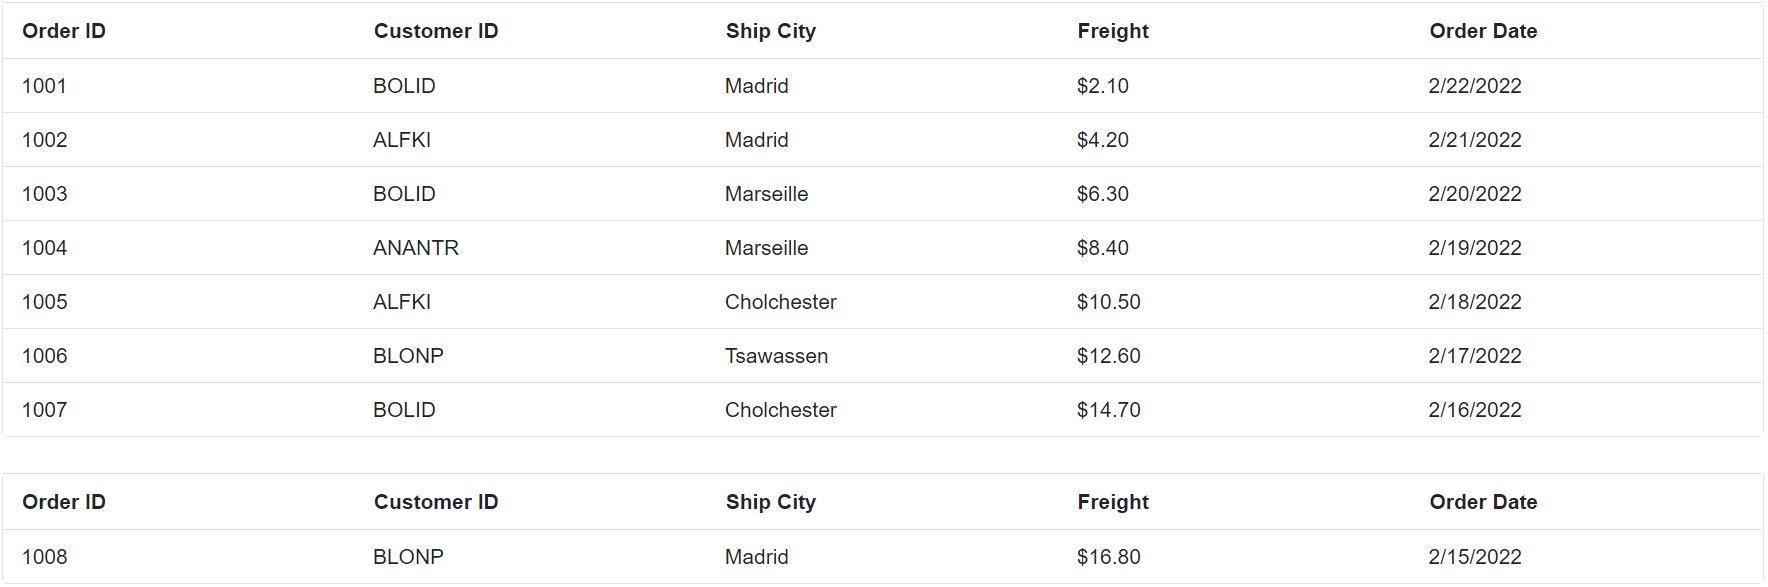 Order ID Customer ID Ship City Freight Order Date
1001 BOLID Madrid $2.10 2/22/2022
1002 ALFKI Madrid $4.20 2/21/2022
1003 BOLID Marseille $6.30 2/20/2022
1004 ANANTR Marseille $8.40 2/19/2022
1005 ALFKI Cholchester $10.50 2/18/2022
1006 BLONP Tsawassen $12.60 2/17/2022
1007 BOLID Cholchester $14.70 2/16/2022
Order ID Customer ID Ship City Freight Order Date
1008 BLONP Madrid $16.80 2/15/2022